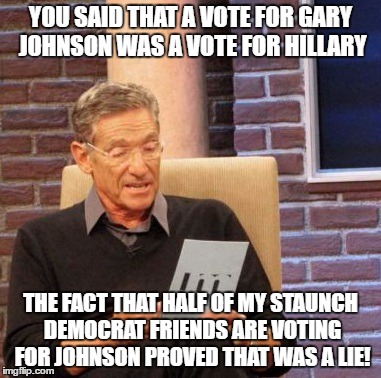 YOU SAID THAT A VOTE FOR GARY
JOHNSON WAS A VOTE FOR HILLARY
THE FACT THAT HALF OF MY STAUNCH
DEMOCRAT FRIENDS ARE VOTING
FOR JOHNSON PROVED THAT WAS A LIE!
imgflip.com